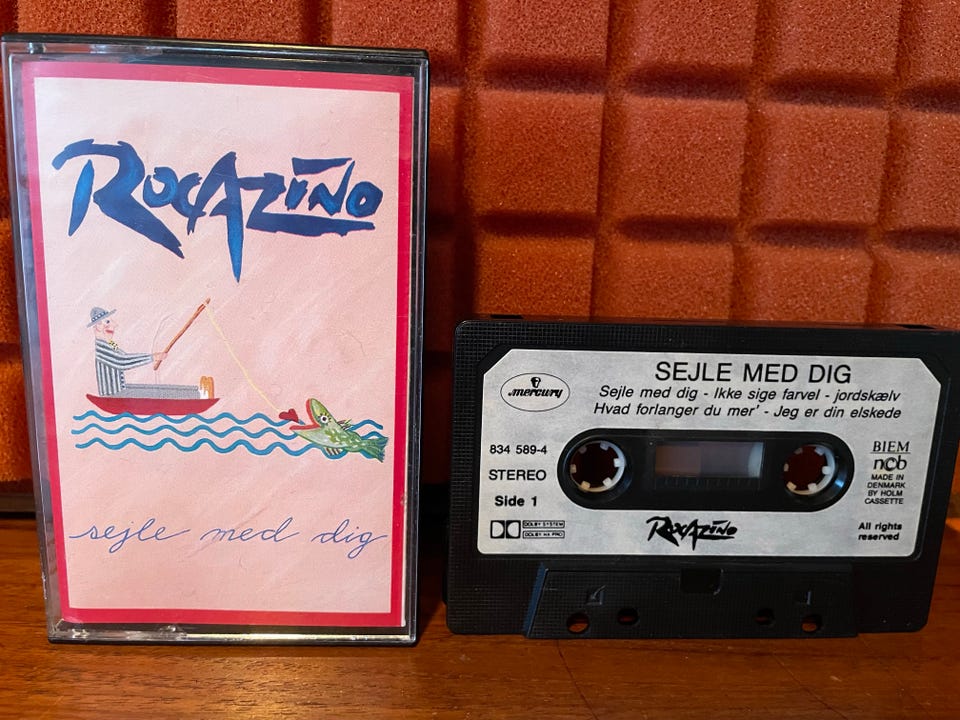 ROCAZINO
sejle med dig
SEJLE MED DIG
mercury
Sejle med dig - Ikke sige farvel - jordskælv
Hvad forlanger du mer' - Jeg er din elskede
834 589-4
STEREO
Side 1
DOLBY SYSTEM
DOLBY HX PRO
BIEM
ncb
MADE IN
DENMARK
BY HOLM
CASSETTE
ROCAZINO
All rights
reserved